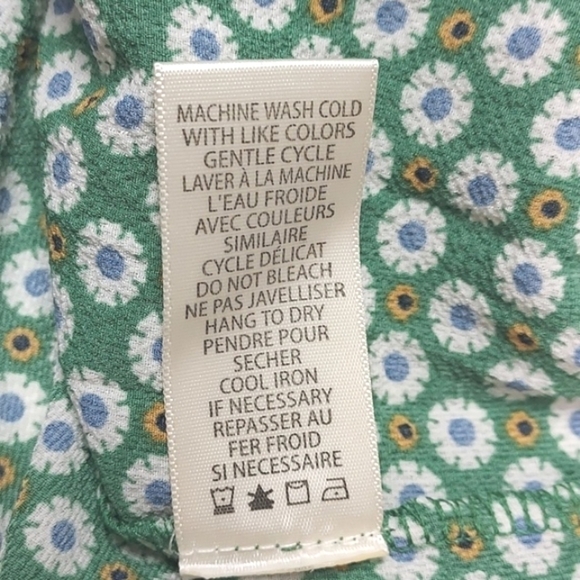 MACHINE WASH COLD
WITH LIKE COLORS
GENTLE CYCLE
LAVER À LA MACHINE
L'EAU FROIDE
AVEC COULEURS
SIMILAIRE
CYCLE DÉLICAT
DO NOT BLEACH
NE PAS JAVELLISER
HANG TO DRY
PENDRE POUR
SECHER
COOL IRON
IF NECESSARY
REPASSER AU
FER FROID
SI NECESSAIRE